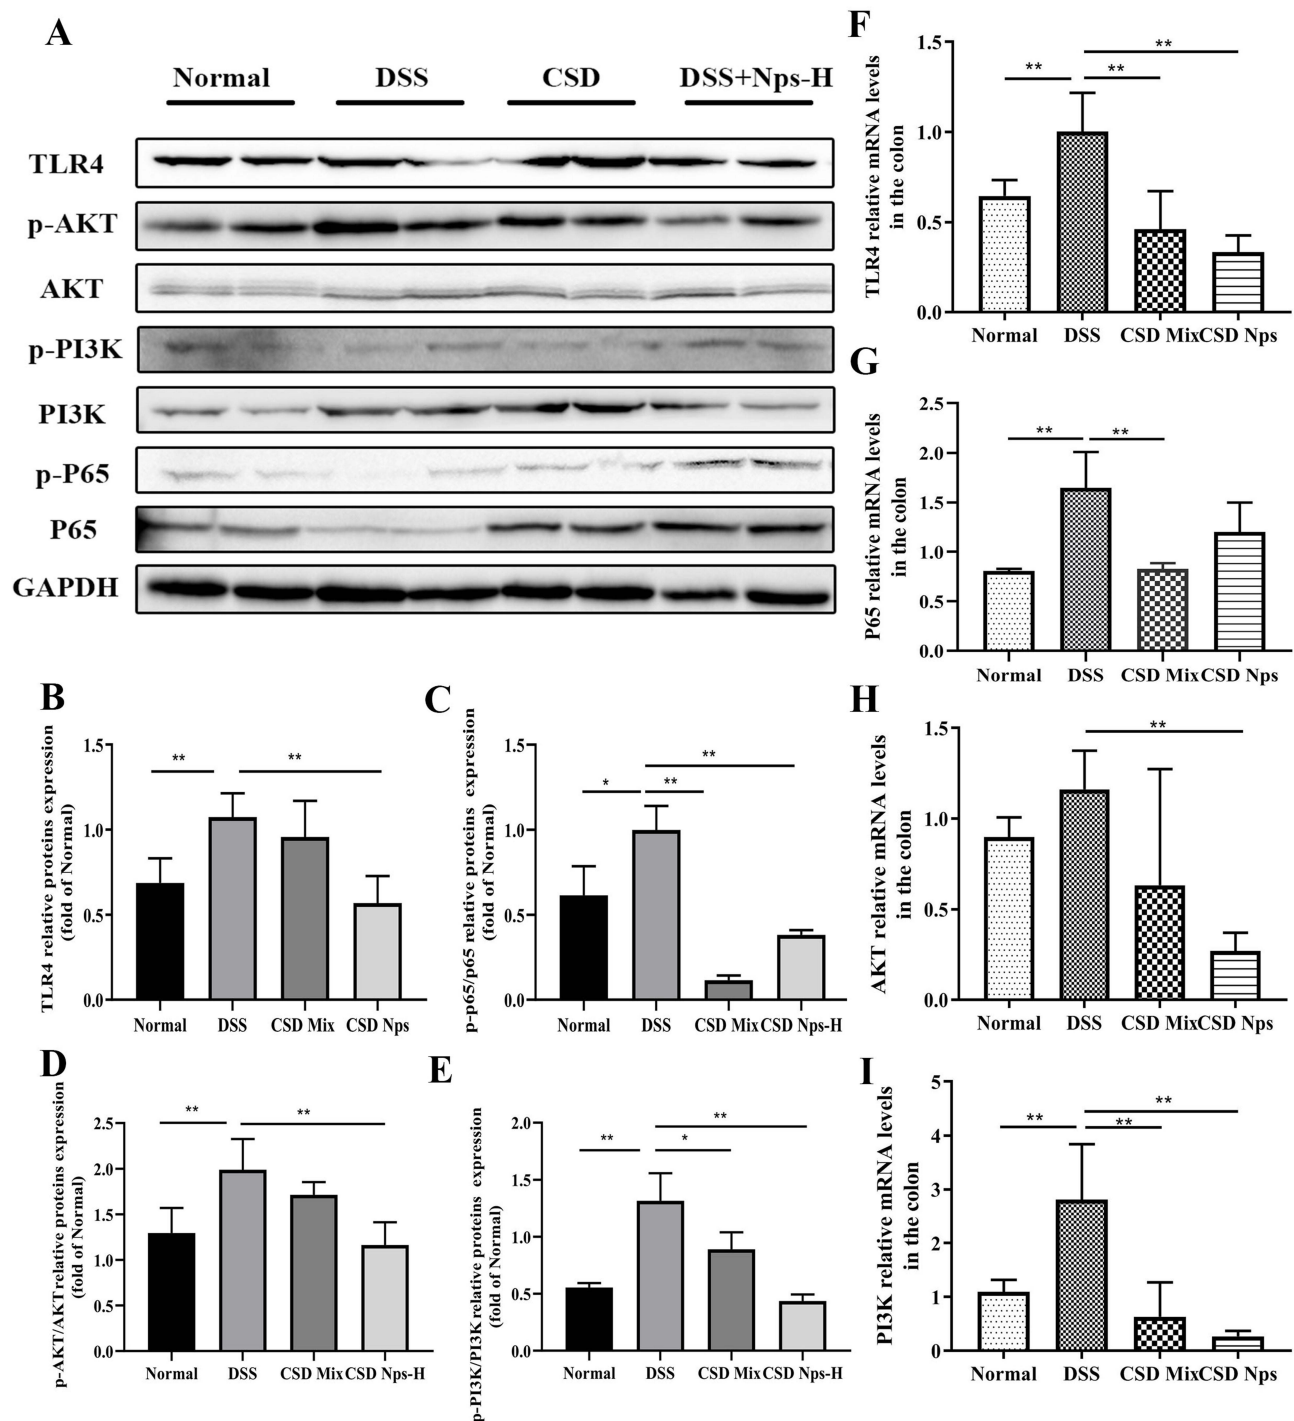 A
Normal DSS CSD DSS+Nps-H
TLR4
p-AKT
AKT
p-PI3K
PI3K
p-P65
P65
GAPDH
F
TLR4 relative mRNA levels
in the colon
1.5
1.0
0.5
0.0
** ** **
Normal DSS CSD Mix CSD Nps
G
P65 relative mRNA levels
in the colon
2.5
2.0
1.5
1.0
0.5
0.0
** **
Normal DSS CSD Mix CSD Nps
B
TLR4 relative proteins expression
(fold of Normal)
1.5
1.0
0.5
0.0
** **
Normal DSS CSD Mix CSD Nps
C
p-p65/p65 relative proteins expression
(fold of Normal)
1.5
1.0
0.5
0.0
* ** **
Normal DSS CSD Mix CSD Nps-H
H
AKT relative mRNA levels
in the colon
1.5
1.0
0.5
0.0
**
Normal DSS CSD Mix CSD Nps
D
p-AKT/AKT relative proteins expression
(fold of Normal)
2.5
2.0
1.5
1.0
0.5
0.0
** **
Normal DSS CSD Mix CSD Nps-H
E
p-PI3K/PI3K relative proteins expression
(fold of Normal)
2.0
1.5
1.0
0.5
0.0
** * **
Normal DSS CSD Mix CSD Nps-H
I
PI3K relative mRNA levels
in the colon
5
4
3
2
1
0
** ** **
Normal DSS CSD Mix CSD Nps